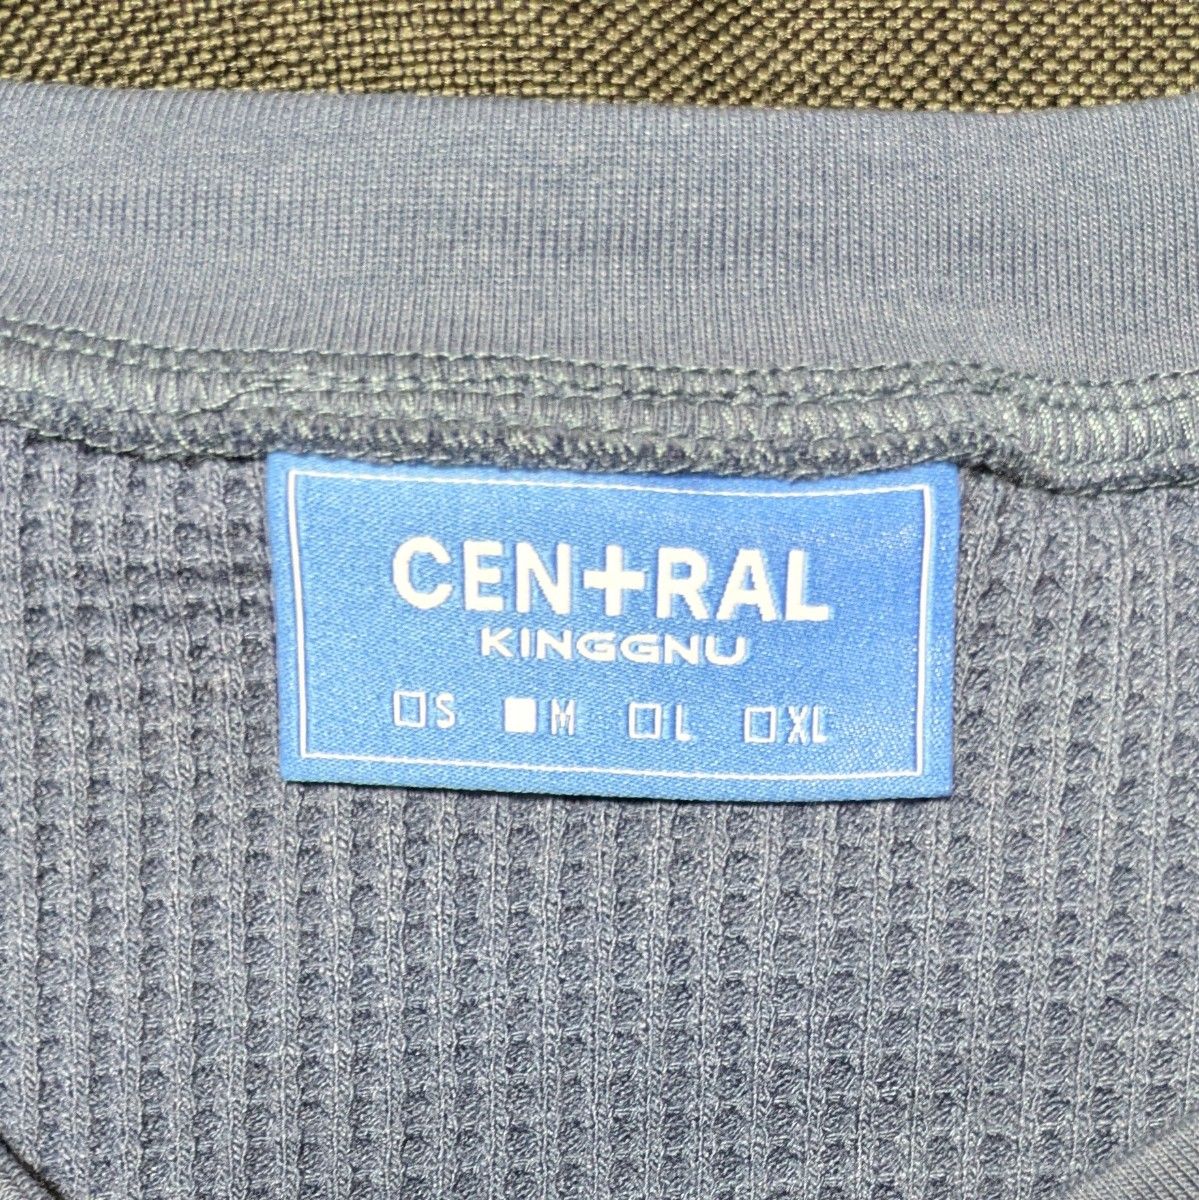 CEN+RAL
KINGGNU
□S ■M □L □XL